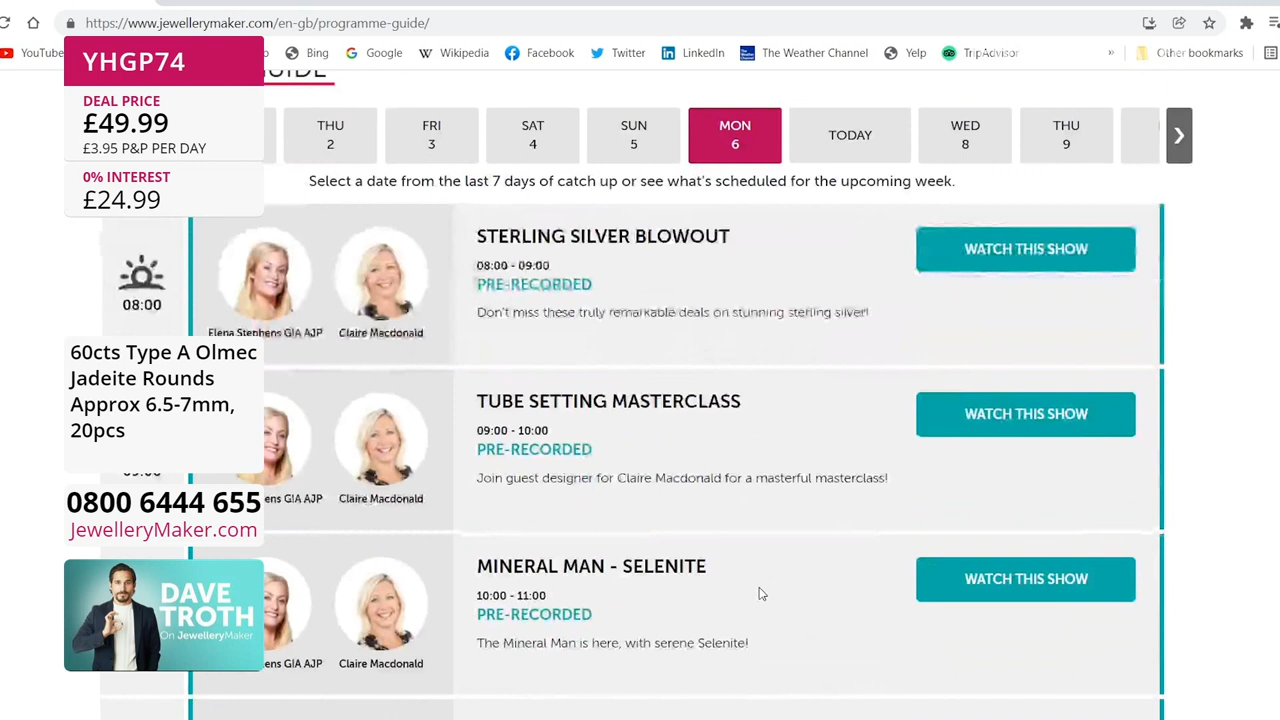 https://www.jewellerymaker.com/en-gb/programme-guide/
YouTube
Bing
Google
Wikipedia
Facebook
Twitter
LinkedIn
The Weather Channel
Yelp
TripAdvisor
»
Other bookmarks
YHGP74
DEAL PRICE
£49.99
£3.95 P&P PER DAY
0% INTEREST
£24.99
GUIDE
THU
2
FRI
3
SAT
4
SUN
5
MON
6
TODAY
WED
8
THU
9
Select a date from the last 7 days of catch up or see what's scheduled for the upcoming week.
08:00
Elena Stephens GIA AJP
Claire Macdonald
STERLING SILVER BLOWOUT
08:00 - 09:00
PRE-RECORDED
Don't miss these truly remarkable deals on stunning sterling silver!
WATCH THIS SHOW
60cts Type A Olmec
Jadeite Rounds
Approx 6.5-7mm,
20pcs
09:00
ens GIA AJP
Claire Macdonald
TUBE SETTING MASTERCLASS
09:00 - 10:00
PRE-RECORDED
Join guest designer for Claire Macdonald for a masterful masterclass!
WATCH THIS SHOW
0800 6444 655
JewelleryMaker.com
DAVE
TROTH
On JewelleryMaker
ens GIA AJP
Claire Macdonald
MINERAL MAN - SELENITE
10:00 - 11:00
PRE-RECORDED
The Mineral Man is here, with serene Selenite!
WATCH THIS SHOW